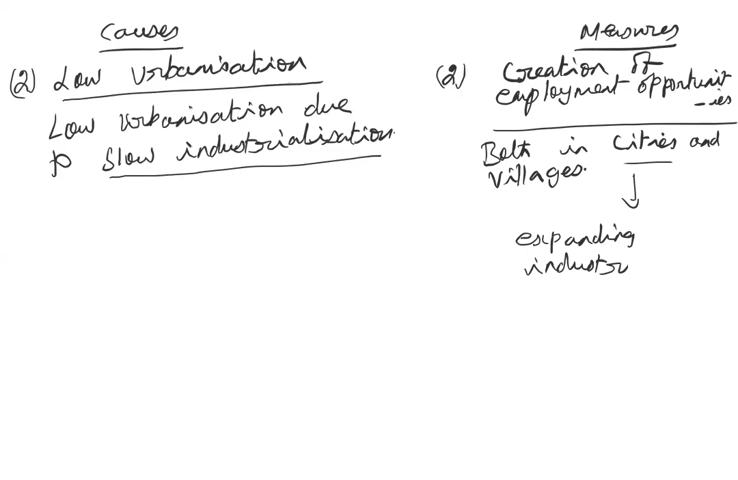 Causes
(2) Low Urbanisation
Low Urbanisation due
to slow industrialisation.
Measures
(2) Creation of
employment opportunit
-ies
Both in Cities and
Villages.
expanding
industr